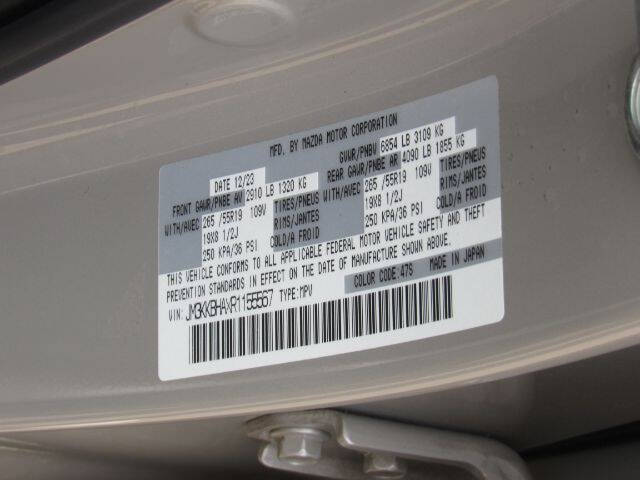 MFD. BY MAZDA MOTOR CORPORATION
DATE 12/23 GVWR/PNBV 6854 LB 3109 KG
FRONT GAWR/PNBE AV 2910 LB 1320 KG REAR GAWR/PNBE AR 4090 LB 1855 KG
WITH/AVEC 265 /55R19 109V TIRES/PNEUS WITH/AVEC 265 /55R19 109V TIRES/PNEUS
19X8 1/2J RIMS/JANTES 19X8 1/2J RIMS/JANTES
250 KPA/36 PSI COLD/A FROID 250 KPA/36 PSI COLD/A FROID
THIS VEHICLE CONFORMS TO ALL APPLICABLE FEDERAL MOTOR VEHICLE SAFETY AND THEFT
PREVENTION STANDARDS IN EFFECT ON THE DATE OF MANUFACTURE SHOWN ABOVE.
COLOR CODE:47S MADE IN JAPAN
VIN: TYPE:MPV